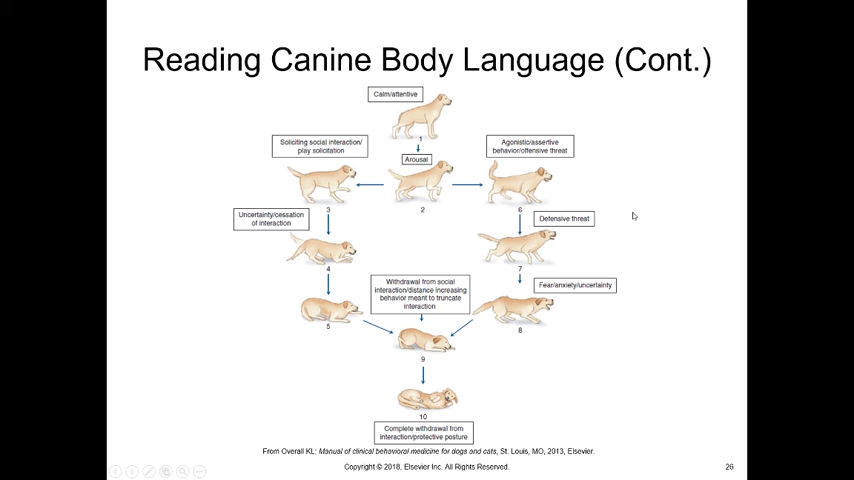 Reading Canine Body Language (Cont.)
Calm/attentive
1
Soliciting social interaction/
play solicitation
Arousal
Agonistic/assertive
behavior/offensive threat
3
2
6
Uncertainty/cessation
of interaction
Defensive threat
4
7
Withdrawal from social
interaction/distance increasing
behavior meant to truncate
interaction
Fear/anxiety/uncertainty
5
8
9
10
Complete withdrawal from
interaction/protective posture
From Overall KL: Manual of clinical behavioral medicine for dogs and cats, St. Louis, MO, 2013, Elsevier.
Copyright © 2018, Elsevier Inc. All Rights Reserved.
26